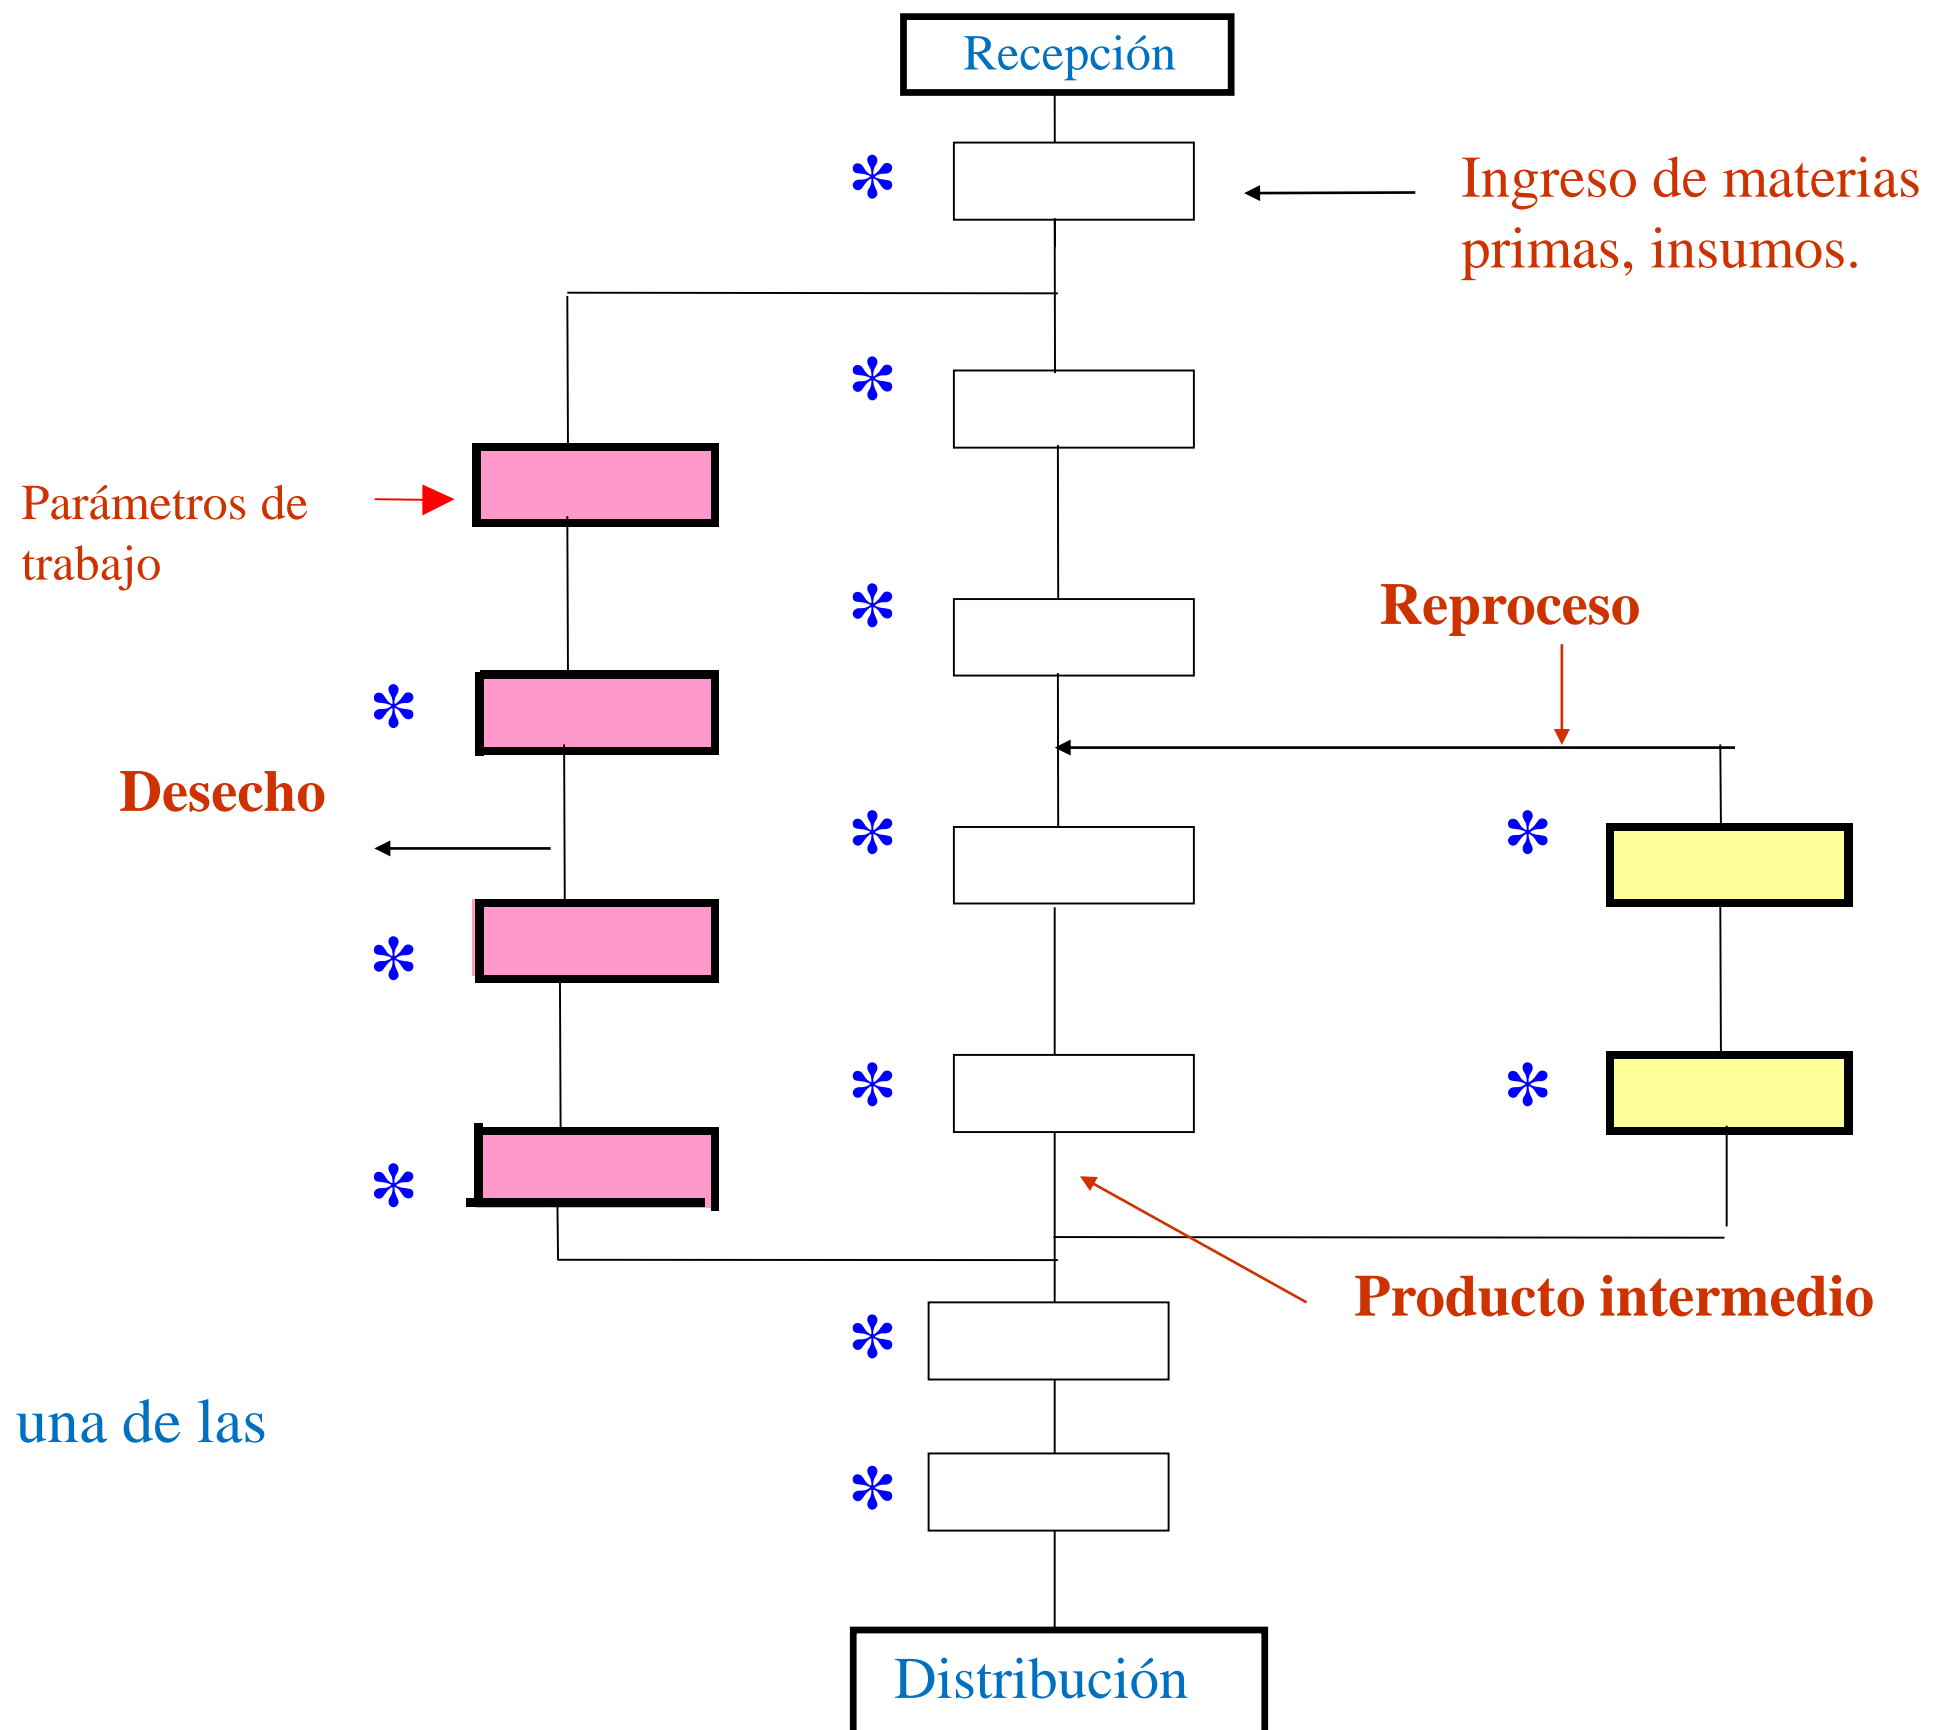 Recepción
Ingreso de materias
primas, insumos.
Parámetros de
trabajo
Reproceso
Desecho
Producto intermedio
una de las
Distribución